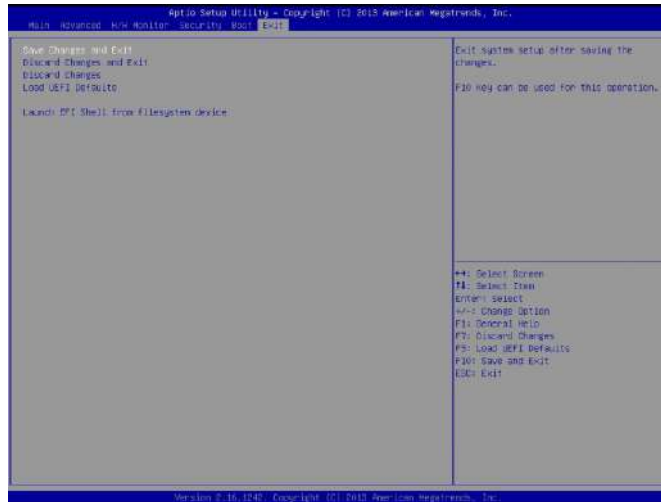 Aptio Setup Utility – Copyright (C) 2013 American Megatrends, Inc.
Main Advanced H/W Monitor Security Boot Exit
Save Changes and Exit
Discard Changes and Exit
Discard Changes
Load UEFI Defaults
Launch EFI Shell from filesystem device
Exit system setup after saving the
changes.
F10 key can be used for this operation.
→←: Select Screen
↑↓: Select Item
Enter: Select
+/-: Change Option
F1: General Help
F7: Discard Changes
F9: Load UEFI Defaults
F10: Save and Exit
ESC: Exit
Version 2.16.1242. Copyright (C) 2013 American Megatrends, Inc.